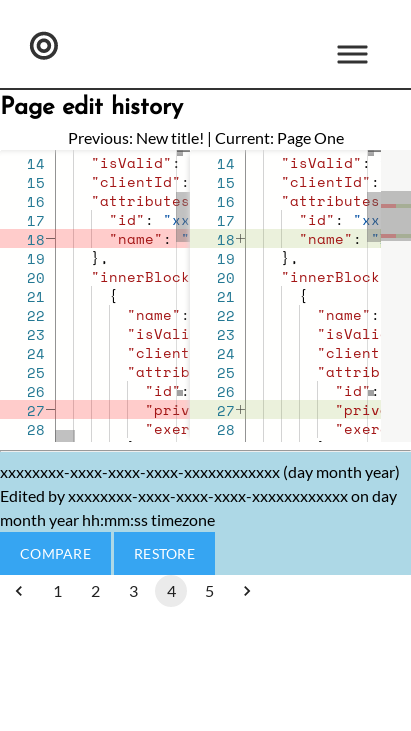 Page edit history
Previous: New title! | Current: Page One
14 "isValid": 14 "isValid":
15 "clientId": 15 "clientId":
16 "attributes 16 "attributes
17 "id": "xx 17 "id": "xx
18— "name": " 18+ "name": "
19 }, 19 },
20 "innerBlock 20 "innerBlock
21 { 21 {
22 "name": 22 "name":
23 "isVali 23 "isVali
24 "client 24 "client
25 "attrib 25 "attrib
26 "id": 26 "id":
27— "priv 27+ "priv
28 "exer 28 "exer
xxxxxxxx-xxxx-xxxx-xxxx-xxxxxxxxxxxx (day month year)
Edited by xxxxxxxx-xxxx-xxxx-xxxx-xxxxxxxxxxxx on day
month year hh:mm:ss timezone
COMPARE RESTORE
1 2 3 4 5